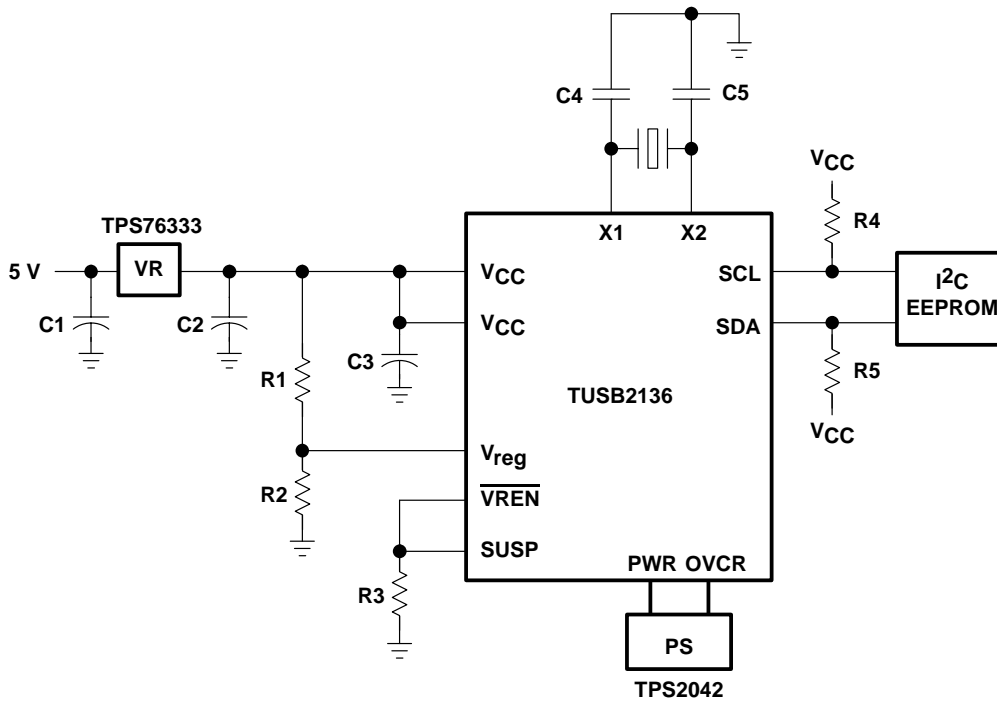 C4
C5
VCC
TPS76333
X1
X2
R4
5 V
VR
VCC
SCL
I²C
EEPROM
C1
C2
VCC
SDA
C3
R5
R1
TUSB2136
VCC
Vreg
R2
VREN
SUSP
PWR
OVCR
R3
PS
TPS2042